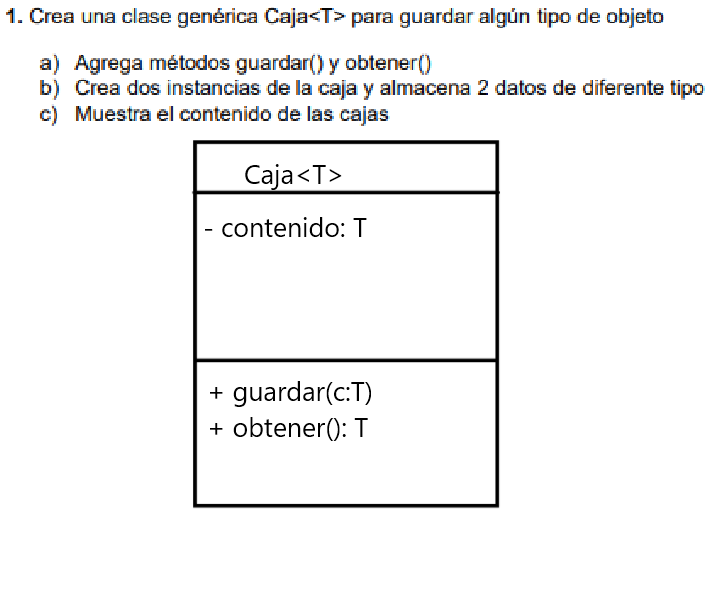 1. Crea una clase genérica Caja<T> para guardar algún tipo de objeto
a) Agrega métodos guardar() y obtener()
b) Crea dos instancias de la caja y almacena 2 datos de diferente tipo
c) Muestra el contenido de las cajas
Caja<T>
- contenido: T
+ guardar(c:T)
+ obtener(): T